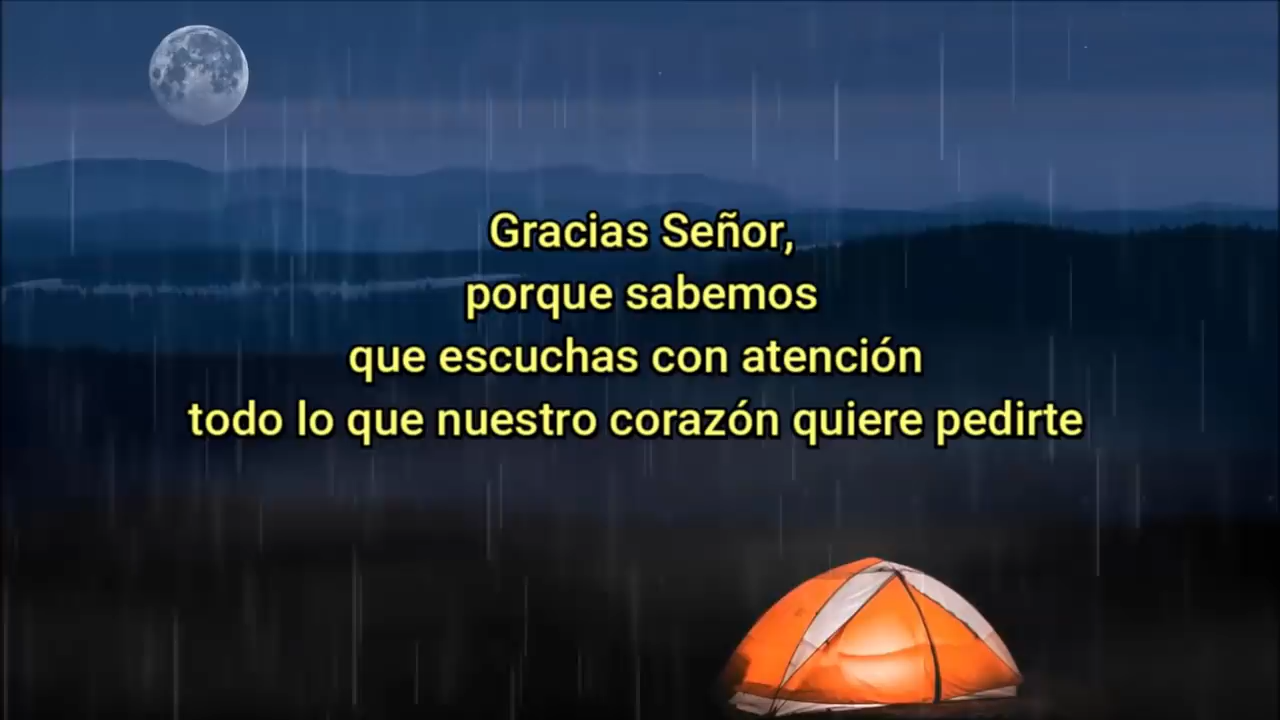 Gracias Señor,
porque sabemos
que escuchas con atención
todo lo que nuestro corazón quiere pedirte